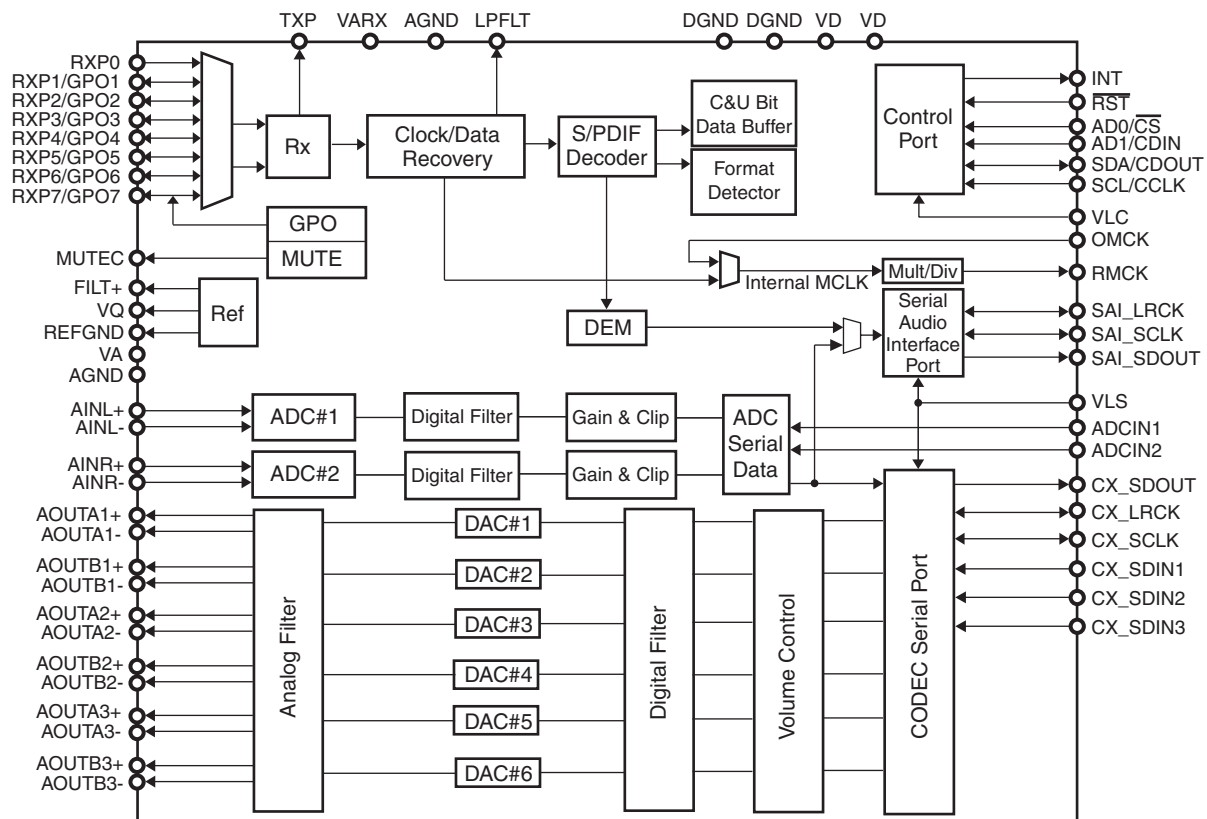 TXP VARX AGND LPFLT DGND DGND VD VD
RXP0
RXP1/GPO1
RXP2/GPO2
RXP3/GPO3
RXP4/GPO4
RXP5/GPO5
RXP6/GPO6
RXP7/GPO7
MUTEC
FILT+
VQ
REFGND
VA
AGND
AINL+
AINL-
AINR+
AINR-
AOUTA1+
AOUTA1-
AOUTB1+
AOUTB1-
AOUTA2+
AOUTA2-
AOUTB2+
AOUTB2-
AOUTA3+
AOUTA3-
AOUTB3+
AOUTB3-
Rx
Clock/Data
Recovery
S/PDIF
Decoder
C&U Bit
Data Buffer
Format
Detector
Control
Port
GPO
MUTE
Ref
Internal MCLK
Mult/Div
DEM
Serial
Audio
Interface
Port
ADC#1
Digital Filter
Gain & Clip
ADC
Serial
Data
ADC#2
Digital Filter
Gain & Clip
Analog Filter
DAC#1
DAC#2
DAC#3
DAC#4
DAC#5
DAC#6
Digital Filter
Volume Control
CODEC Serial Port
INT
RST
AD0/CS
AD1/CDIN
SDA/CDOUT
SCL/CCLK
VLC
OMCK
RMCK
SAI_LRCK
SAI_SCLK
SAI_SDOUT
VLS
ADCIN1
ADCIN2
CX_SDOUT
CX_LRCK
CX_SCLK
CX_SDIN1
CX_SDIN2
CX_SDIN3